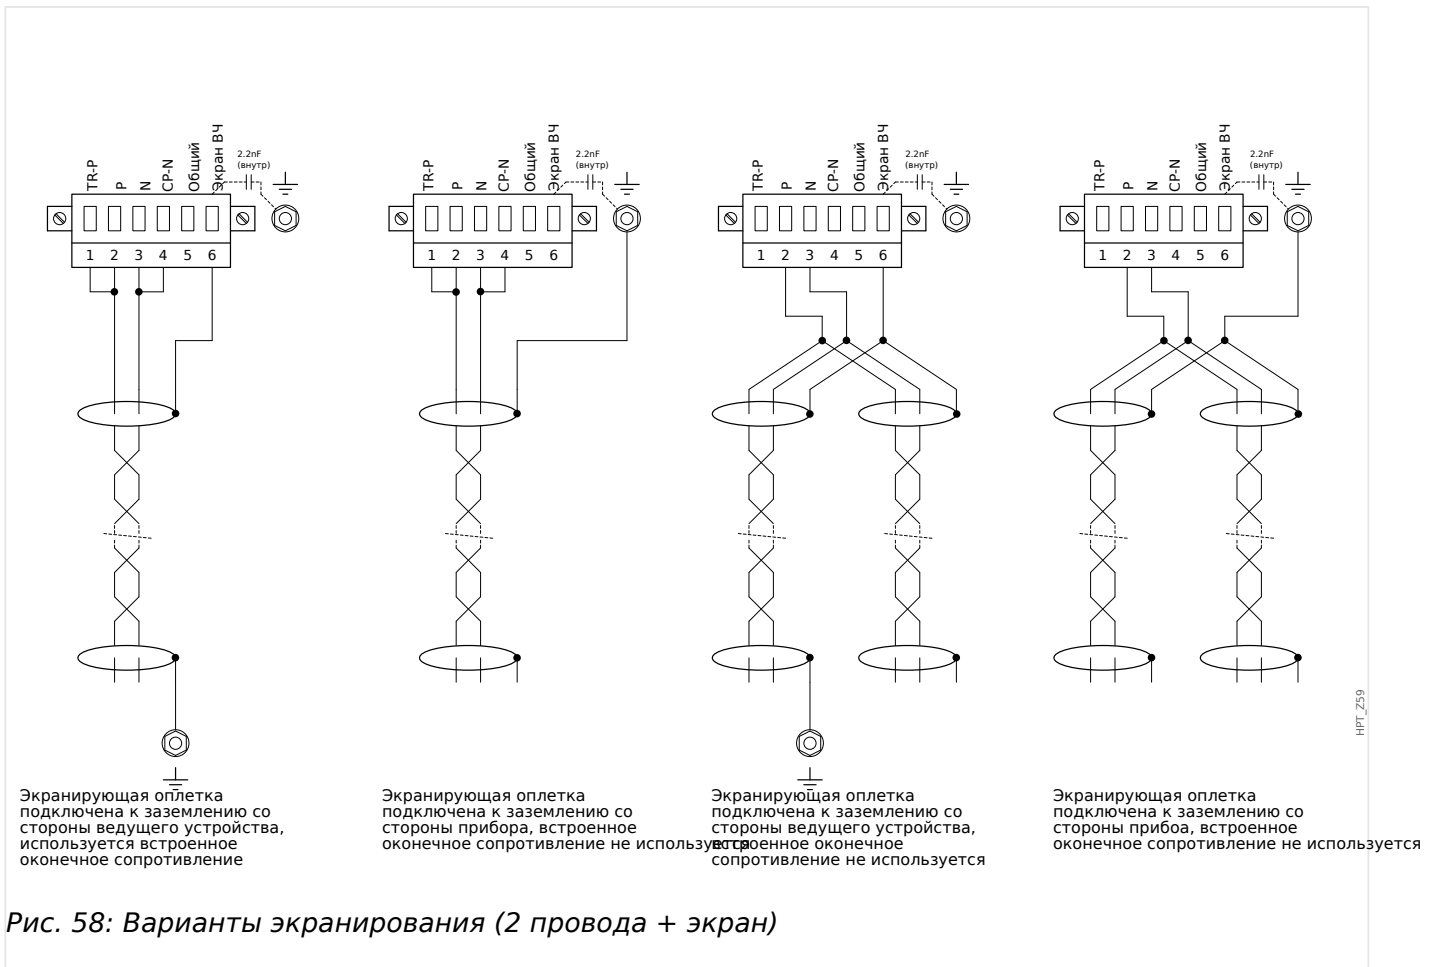 TR-P
P
N
CP-N
Общий
Экран ВЧ
2.2nF
(внутр)
1 2 3 4 5 6
TR-P
P
N
CP-N
Общий
Экран ВЧ
2.2nF
(внутр)
1 2 3 4 5 6
TR-P
P
N
CP-N
Общий
Экран ВЧ
2.2nF
(внутр)
1 2 3 4 5 6
TR-P
P
N
CP-N
Общий
Экран ВЧ
2.2nF
(внутр)
1 2 3 4 5 6
HPT_Z59
Экранирующая оплетка
подключена к заземлению со
стороны ведущего устройства,
используется встроенное
оконечное сопротивление
Экранирующая оплетка
подключена к заземлению со
стороны прибора, встроенное
оконечное сопротивление не используется
Экранирующая оплетка
подключена к заземлению со
стороны ведущего устройства,
встроенное оконечное
сопротивление не используется
Экранирующая оплетка
подключена к заземлению со
стороны прибоа, встроенное
оконечное сопротивление не используется
Рис. 58: Варианты экранирования (2 провода + экран)